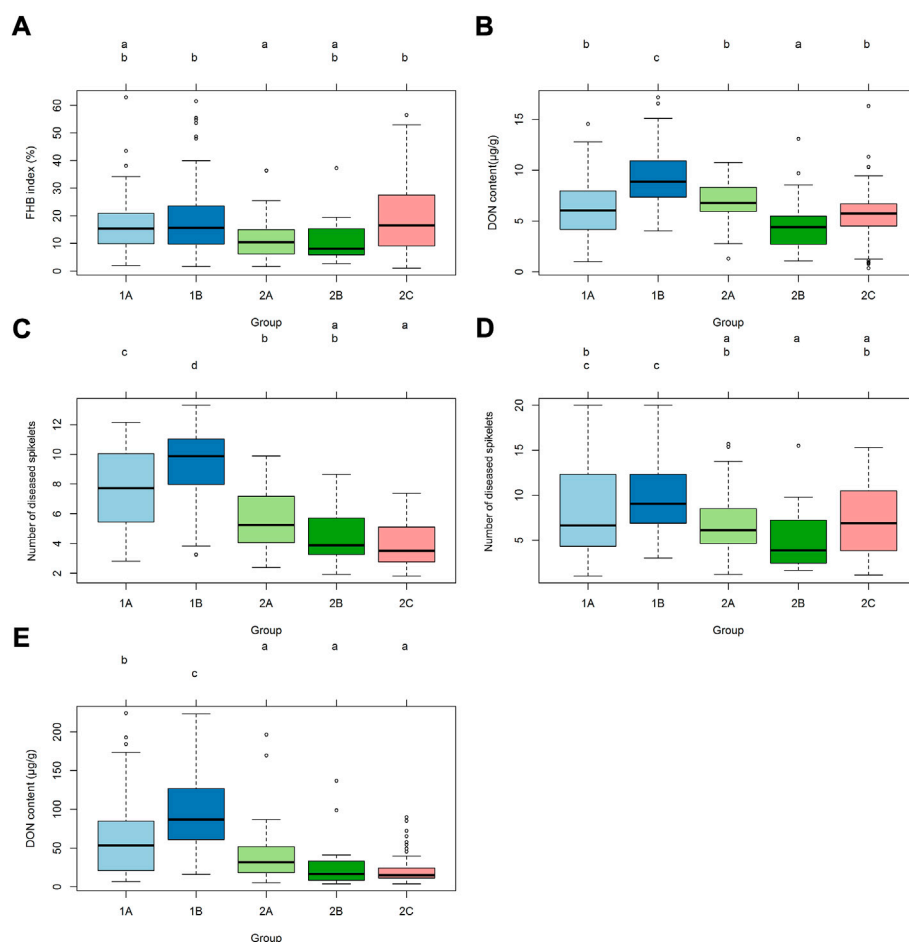 A
a a a
b b b b
FHB index (%)
60
50
40
30
20
10
0
1A 1B 2A 2B 2C
Group
B
b b a b
c
DON content(µg/g)
15
10
5
0
1A 1B 2A 2B 2C
Group
C
a a
c b b
d
Number of diseased spikelets
12
10
8
6
4
2
1A 1B 2A 2B 2C
Group
D
b a a a
c c b b
Number of diseased spikelets
20
15
10
5
1A 1B 2A 2B 2C
Group
E
a a a
b
c
DON content (µg/g)
200
150
100
50
0
1A 1B 2A 2B 2C
Group